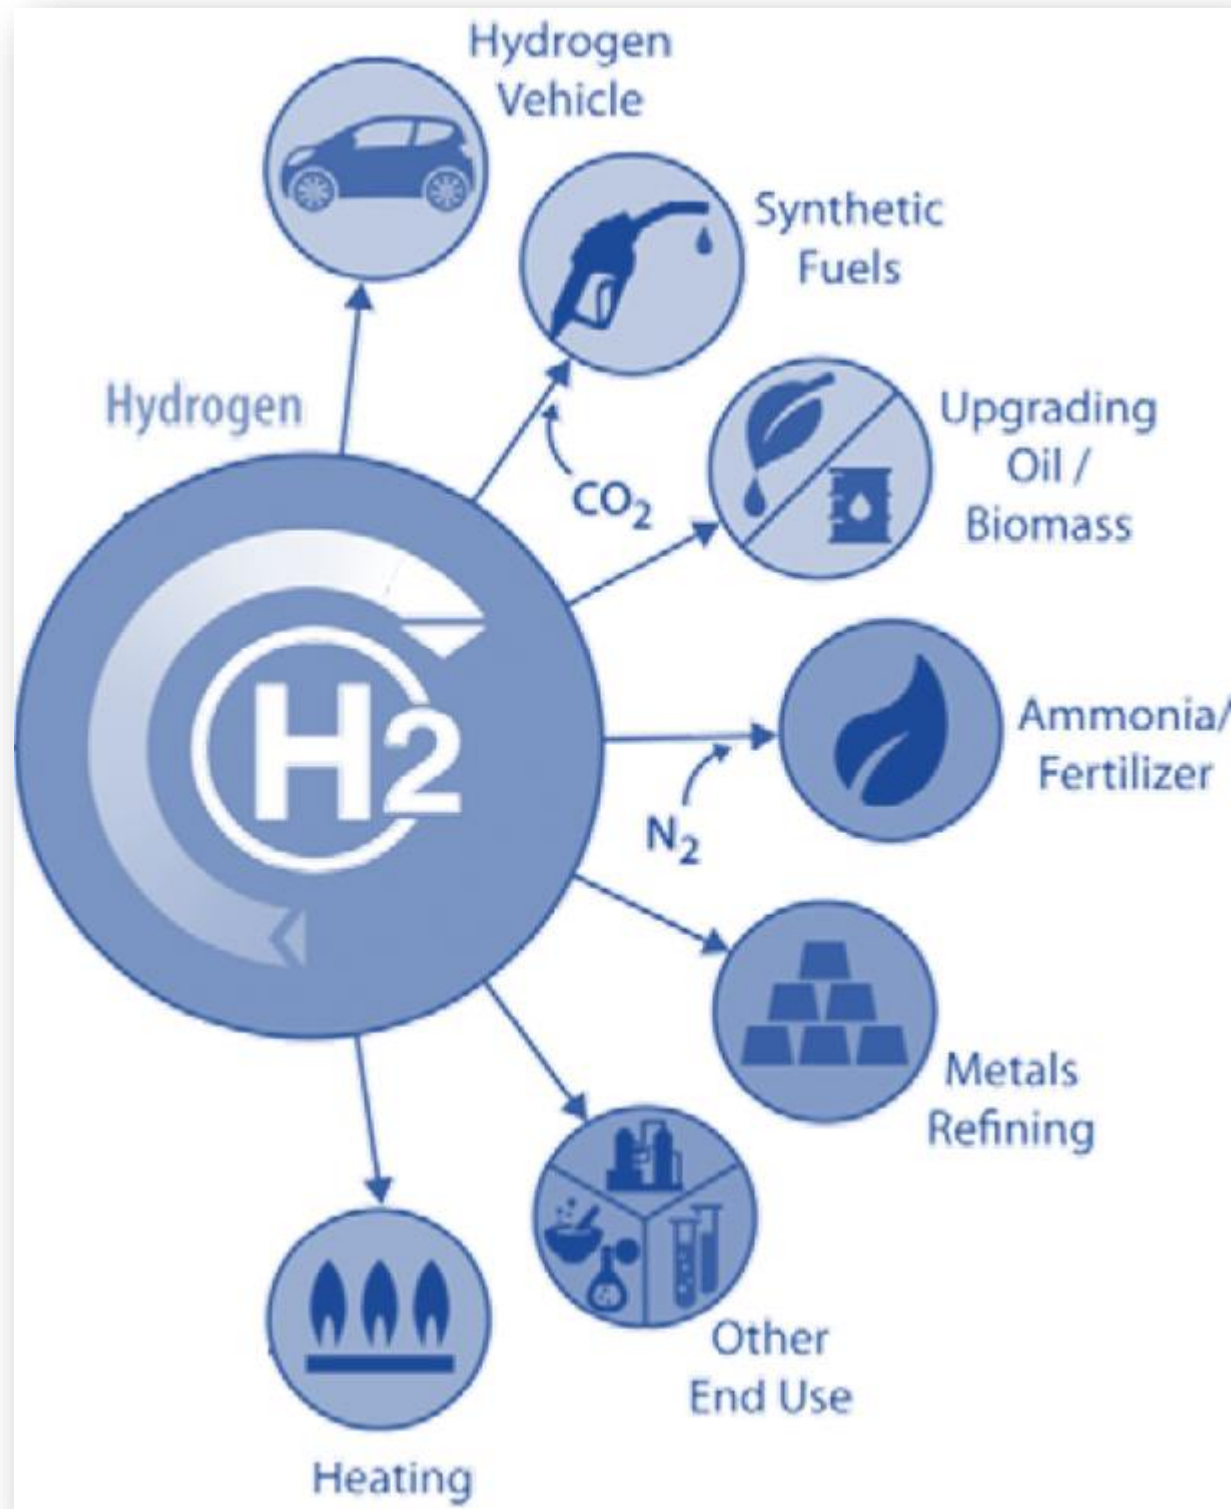 Hydrogen
Vehicle
Synthetic
Fuels
Hydrogen
Upgrading
Oil /
Biomass
CO₂
H2
Ammonia/
Fertilizer
N₂
Metals
Refining
Other
End Use
Heating